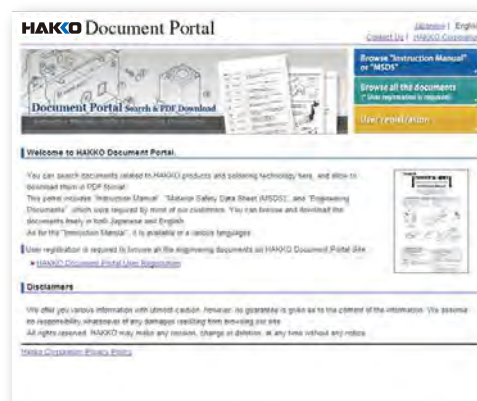 HAKKO Document Portal
Japanese | English
Contact Us | HAKKO Corporation
Browse "Instruction Manual"
or "MSDS"
Browse all the documents
(* User registration is required)
User registration
Document Portal Search & PDF Download
Welcome to HAKKO Document Portal.
You can search documents related to HAKKO products and soldering technology here, and allow to
download them in PDF format.
This portal includes "Instruction Manual", "Material Safety Data Sheet (MSDS)", and "Engineering
Documents", which were required by most of our customers. You can browse and download the
documents freely in both Japanese and English.
As for the "Instruction Manual", it is available in a various languages.
User registration is required to browse all the engineering documents on HAKKO Document Portal Site.
HAKKO Document Portal User Registration
Disclaimers
We offer you various information with utmost caution, however, no guarantee is given as to the content of the information. We assume
no responsibility whatsoever of any damages resulting from browsing our site.
All rights reserved. HAKKO may make any revision, change or deletion, at any time without any notice.
Hakko Corporation Privacy Policy